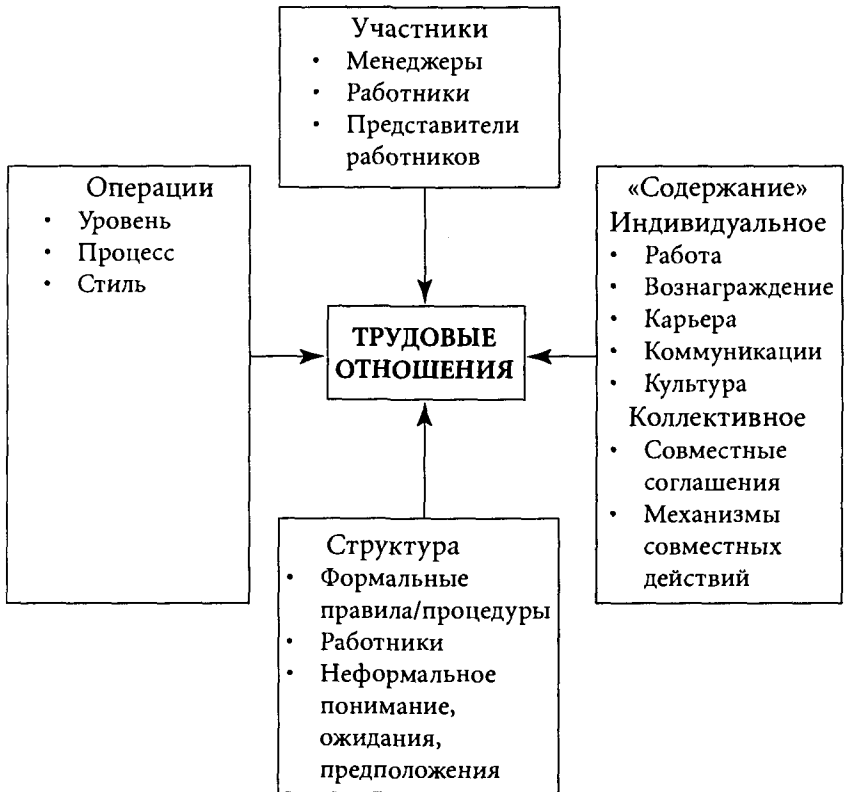 Участники
• Менеджеры
• Работники
• Представители
работников
Операции
• Уровень
• Процесс
• Стиль
ТРУДОВЫЕ
ОТНОШЕНИЯ
«Содержание»
Индивидуальное
• Работа
• Вознаграждение
• Карьера
• Коммуникации
• Культура
Коллективное
• Совместные
соглашения
• Механизмы
совместных
действий
Структура
• Формальные
правила/процедуры
• Работники
• Неформальное
понимание,
ожидания,
предположения